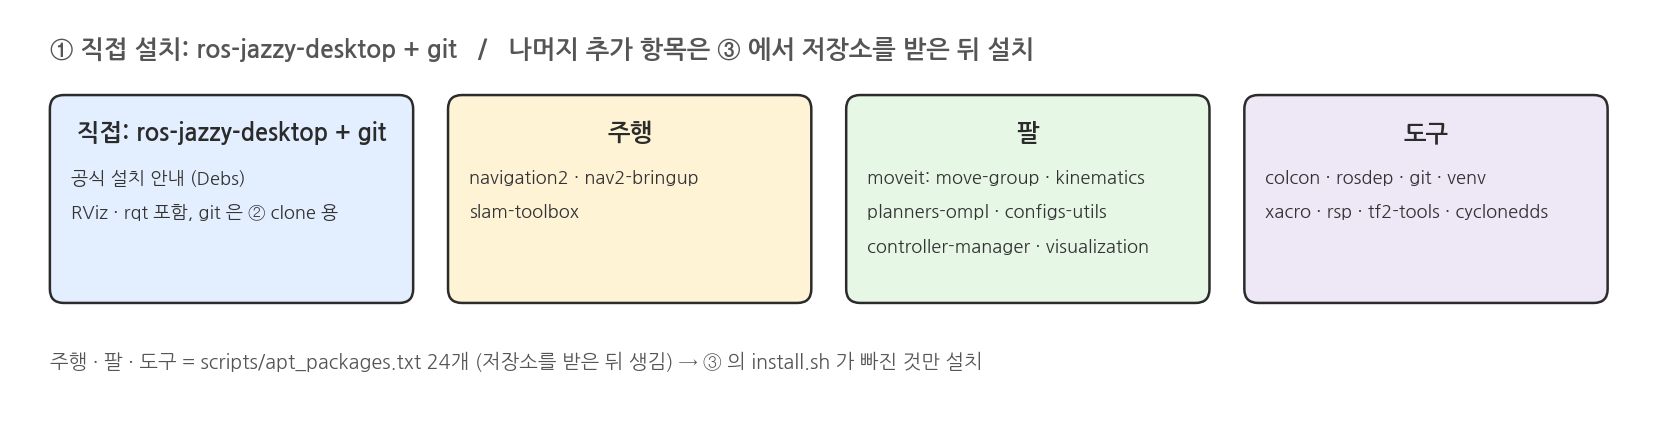 ① 직접 설치: ros-jazzy-desktop + git / 나머지 추가 항목은 ③ 에서 저장소를 받은 뒤 설치
직접: ros-jazzy-desktop + git
공식 설치 안내 (Debs)
RViz · rqt 포함, git 은 ② clone 용
주행
navigation2 · nav2-bringup
slam-toolbox
팔
moveit: move-group · kinematics
planners-ompl · configs-utils
controller-manager · visualization
도구
colcon · rosdep · git · venv
xacro · rsp · tf2-tools · cyclonedds
주행 · 팔 · 도구 = scripts/apt_packages.txt 24개 (저장소를 받은 뒤 생김) → ③ 의 install.sh 가 빠진 것만 설치